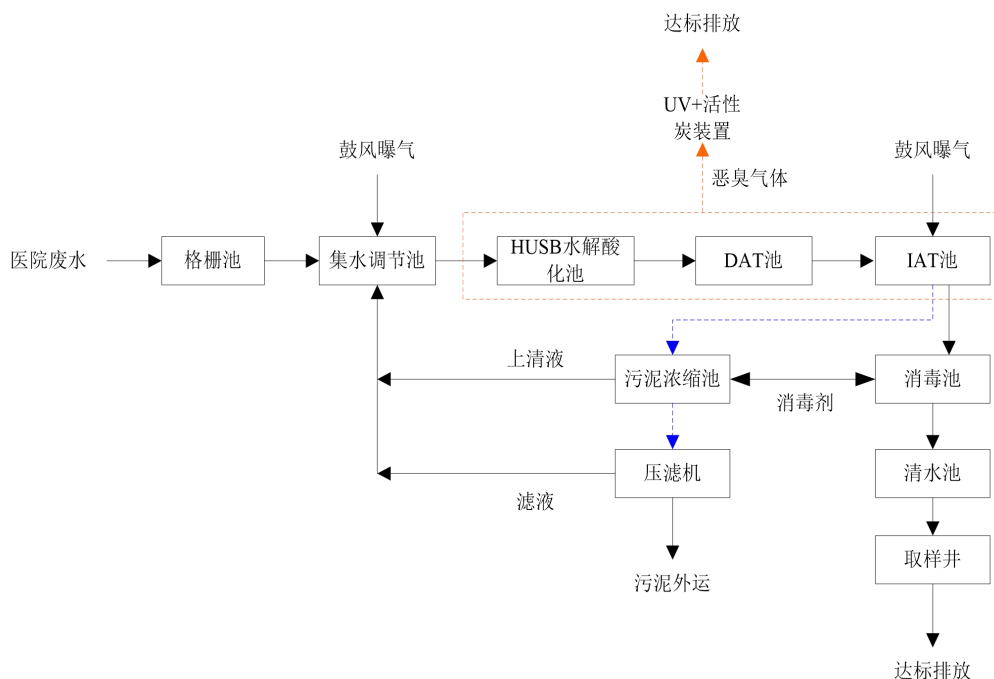 达标排放
UV+活性
炭装置
鼓风曝气
鼓风曝气
恶臭气体
医院废水
格栅池
集水调节池
HUSB水解酸
化池
DAT池
IAT池
上清液
污泥浓缩池
消毒剂
消毒池
滤液
压滤机
清水池
取样井
污泥外运
达标排放